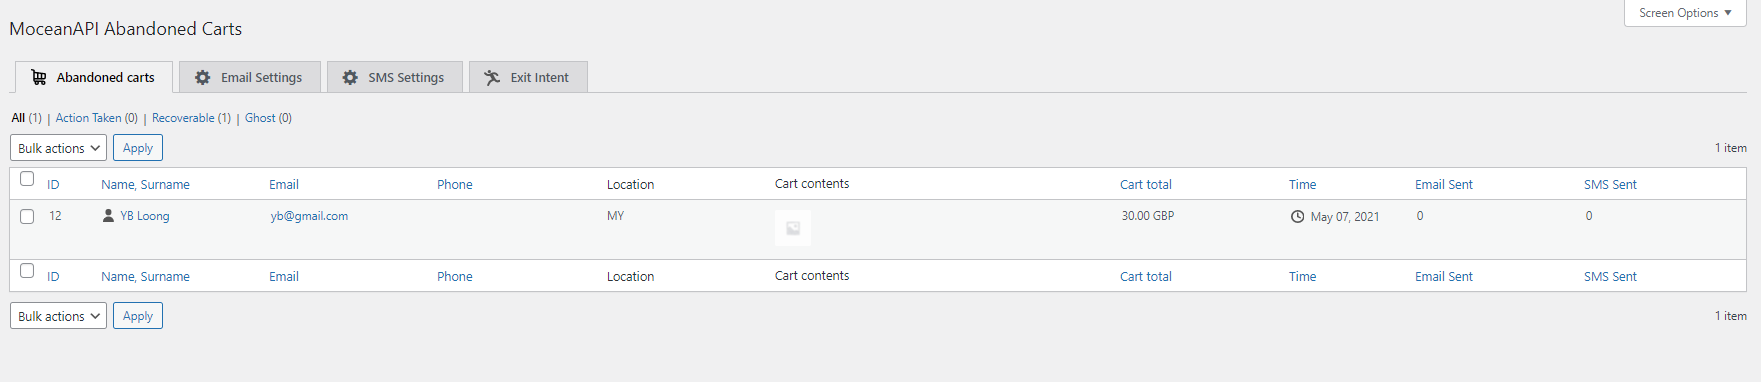 Screen Options
MoceanAPI Abandoned Carts
Abandoned carts Email Settings SMS Settings Exit Intent
All (1) | Action Taken (0) | Recoverable (1) | Ghost (0)
Bulk actions Apply 1 item
ID Name, Surname Email Phone Location Cart contents Cart total Time Email Sent SMS Sent
12 YB Loong yb@gmail.com MY 30.00 GBP May 07, 2021 0 0
ID Name, Surname Email Phone Location Cart contents Cart total Time Email Sent SMS Sent
Bulk actions Apply 1 item